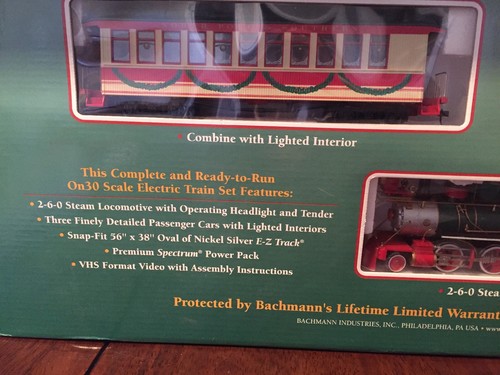 Combine with Lighted Interior
This Complete and Ready-to-Run
On30 Scale Electric Train Set Features:
• 2-6-0 Steam Locomotive with Operating Headlight and Tender
• Three Finely Detailed Passenger Cars with Lighted Interiors
• Snap-Fit 56" x 38" Oval of Nickel Silver E-Z Track®
• Premium Spectrum® Power Pack
• VHS Format Video with Assembly Instructions
• 2-6-0 Stea
Protected by Bachmann's Lifetime Limited Warrant
BACHMANN INDUSTRIES, INC., PHILADELPHIA, PA USA • ww